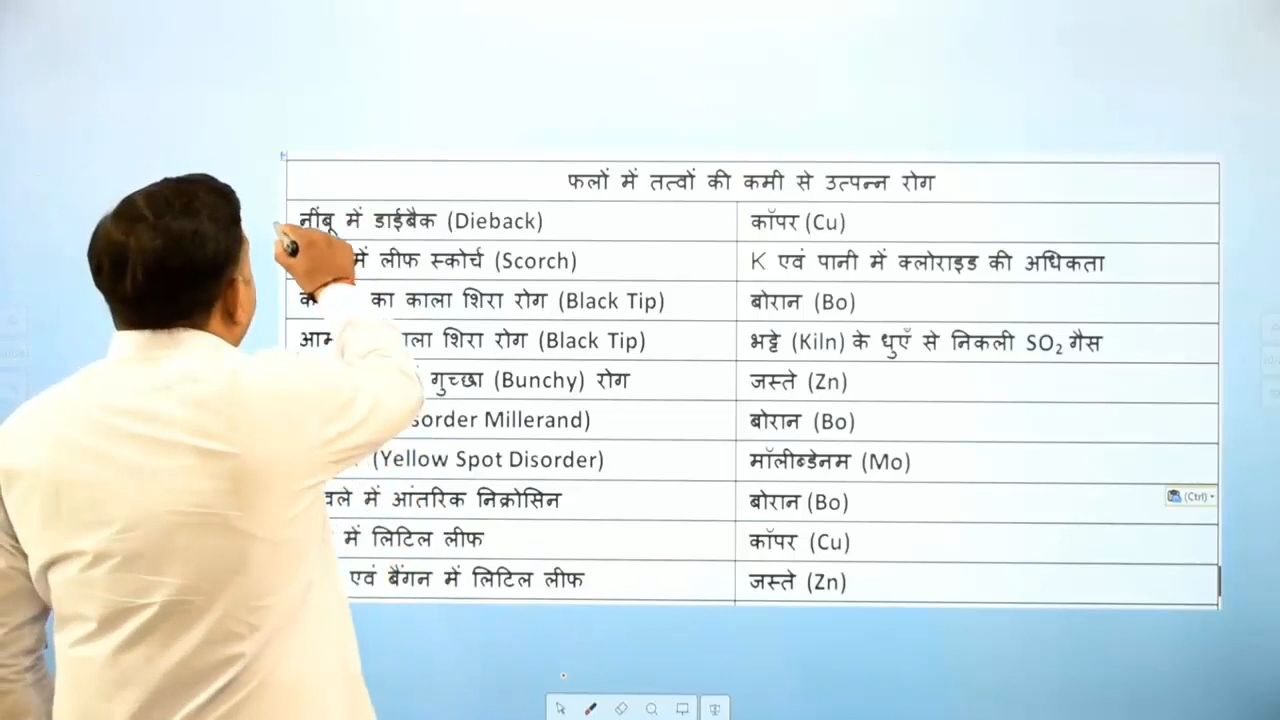 फलों में तत्वों की कमी से उत्पन्न रोग
नींबू में डाईबैक (Dieback) कॉपर (Cu)
में लीफ स्कोर्च (Scorch) K एवं पानी में क्लोराइड की अधिकता
का काला शिरा रोग (Black Tip) बोरान (Bo)
शिरा रोग (Black Tip) भट्टे (Kiln) के धुएँ से निकली SO₂ गैस
गुच्छा (Bunchy) रोग जस्ते (Zn)
Millerand) बोरान (Bo)
(Yellow Spot Disorder) मॉलीब्डेनम (Mo)
में आंतरिक निक्रोसिन बोरान (Bo)
में लिटिल लीफ कॉपर (Cu)
एवं बैंगन में लिटिल लीफ जस्ते (Zn)
(Ctrl)